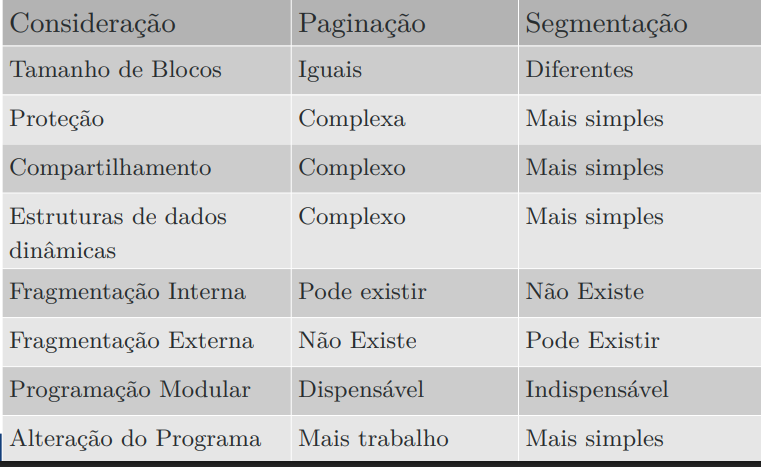 Consideração Paginação Segmentação
Tamanho de Blocos Iguais Diferentes
Proteção Complexa Mais simples
Compartilhamento Complexo Mais simples
Estruturas de dados Complexo Mais simples
dinâmicas
Fragmentação Interna Pode existir Não Existe
Fragmentação Externa Não Existe Pode Existir
Programação Modular Dispensável Indispensável
Alteração do Programa Mais trabalho Mais simples